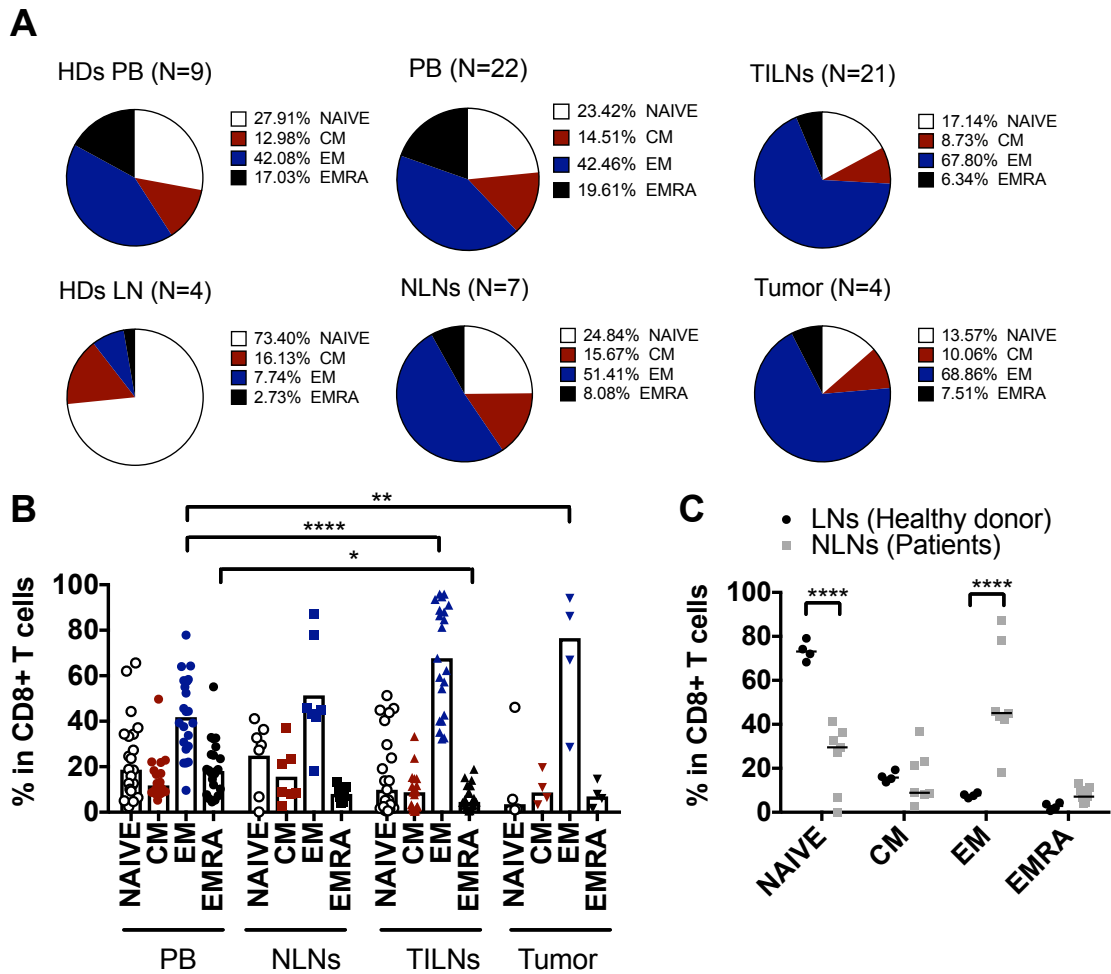 A
HDs PB (N=9)
27.91% NAIVE
12.98% CM
42.08% EM
17.03% EMRA
PB (N=22)
23.42% NAIVE
14.51% CM
42.46% EM
19.61% EMRA
TILNs (N=21)
17.14% NAIVE
8.73% CM
67.80% EM
6.34% EMRA
HDs LN (N=4)
73.40% NAIVE
16.13% CM
7.74% EM
2.73% EMRA
NLNs (N=7)
24.84% NAIVE
15.67% CM
51.41% EM
8.08% EMRA
Tumor (N=4)
13.57% NAIVE
10.06% CM
68.86% EM
7.51% EMRA
B
**
****
*
% in CD8+ T cells
100
80
60
40
20
0
NAIVE
CM
EM
EMRA
NAIVE
CM
EM
EMRA
NAIVE
CM
EM
EMRA
NAIVE
CM
EM
EMRA
PB
NLNs
TILNs
Tumor
C
LNs (Healthy donor)
NLNs (Patients)
****
****
% in CD8+ T cells
100
80
60
40
20
0
NAIVE
CM
EM
EMRA